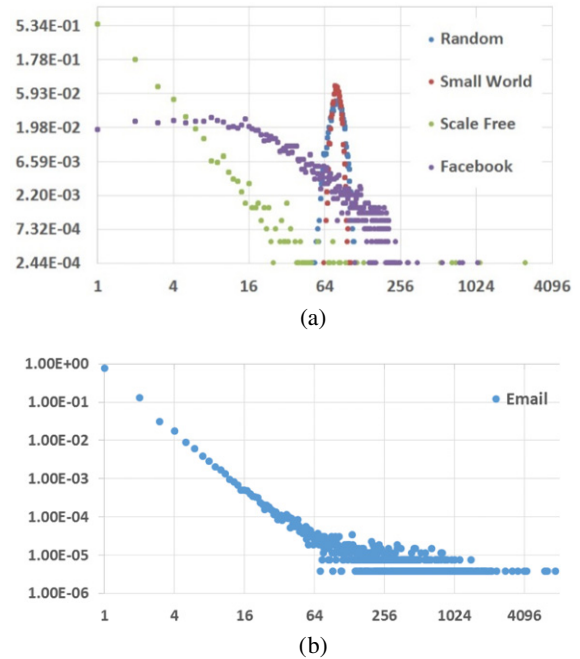 5.34E-01
1.78E-01
5.93E-02
1.98E-02
6.59E-03
2.20E-03
7.32E-04
2.44E-04
Random
Small World
Scale Free
Facebook
1 4 16 64 256 1024 4096
(a)
1.00E+00
1.00E-01
1.00E-02
1.00E-03
1.00E-04
1.00E-05
1.00E-06
Email
1 4 16 64 256 1024 4096
(b)